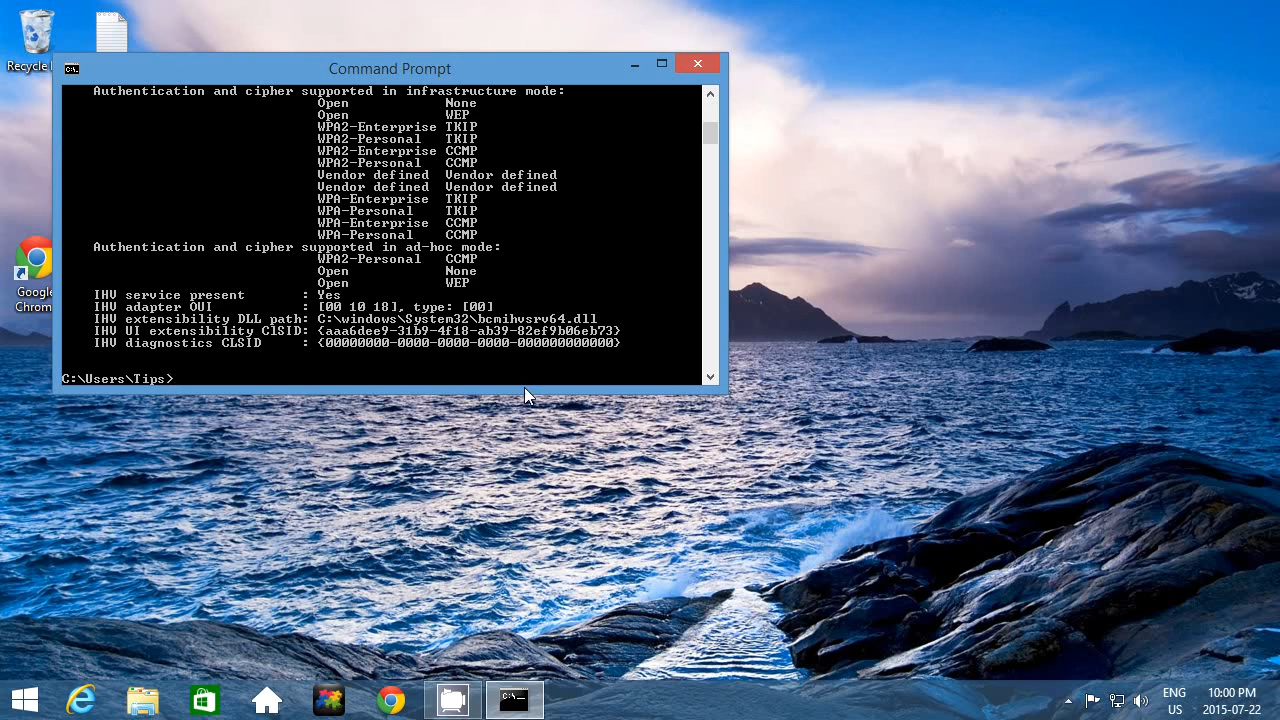 Recycle
Command Prompt
Authentication and cipher supported in infrastructure mode:
Open None
Open WEP
WPA2-Enterprise TKIP
WPA2-Personal TKIP
WPA2-Enterprise CCMP
WPA2-Personal CCMP
Vendor defined Vendor defined
Vendor defined Vendor defined
WPA-Enterprise TKIP
WPA-Personal TKIP
WPA-Enterprise CCMP
WPA-Personal CCMP
Authentication and cipher supported in ad-hoc mode:
WPA2-Personal CCMP
Open None
Open WEP
IHV service present : Yes
IHV adapter OUI : [00 10 18], type: [00]
IHV extensibility DLL path: C:\windows\System32\bcmihvsrv64.dll
IHV UI extensibility ClSID: {aaa6dee9-31b9-4f18-ab39-82ef9b06eb73}
IHV diagnostics CLSID : {00000000-0000-0000-0000-000000000000}
C:\Users\Tips>
Google
Chrom
ENG
US
10:00 PM
2015-07-22